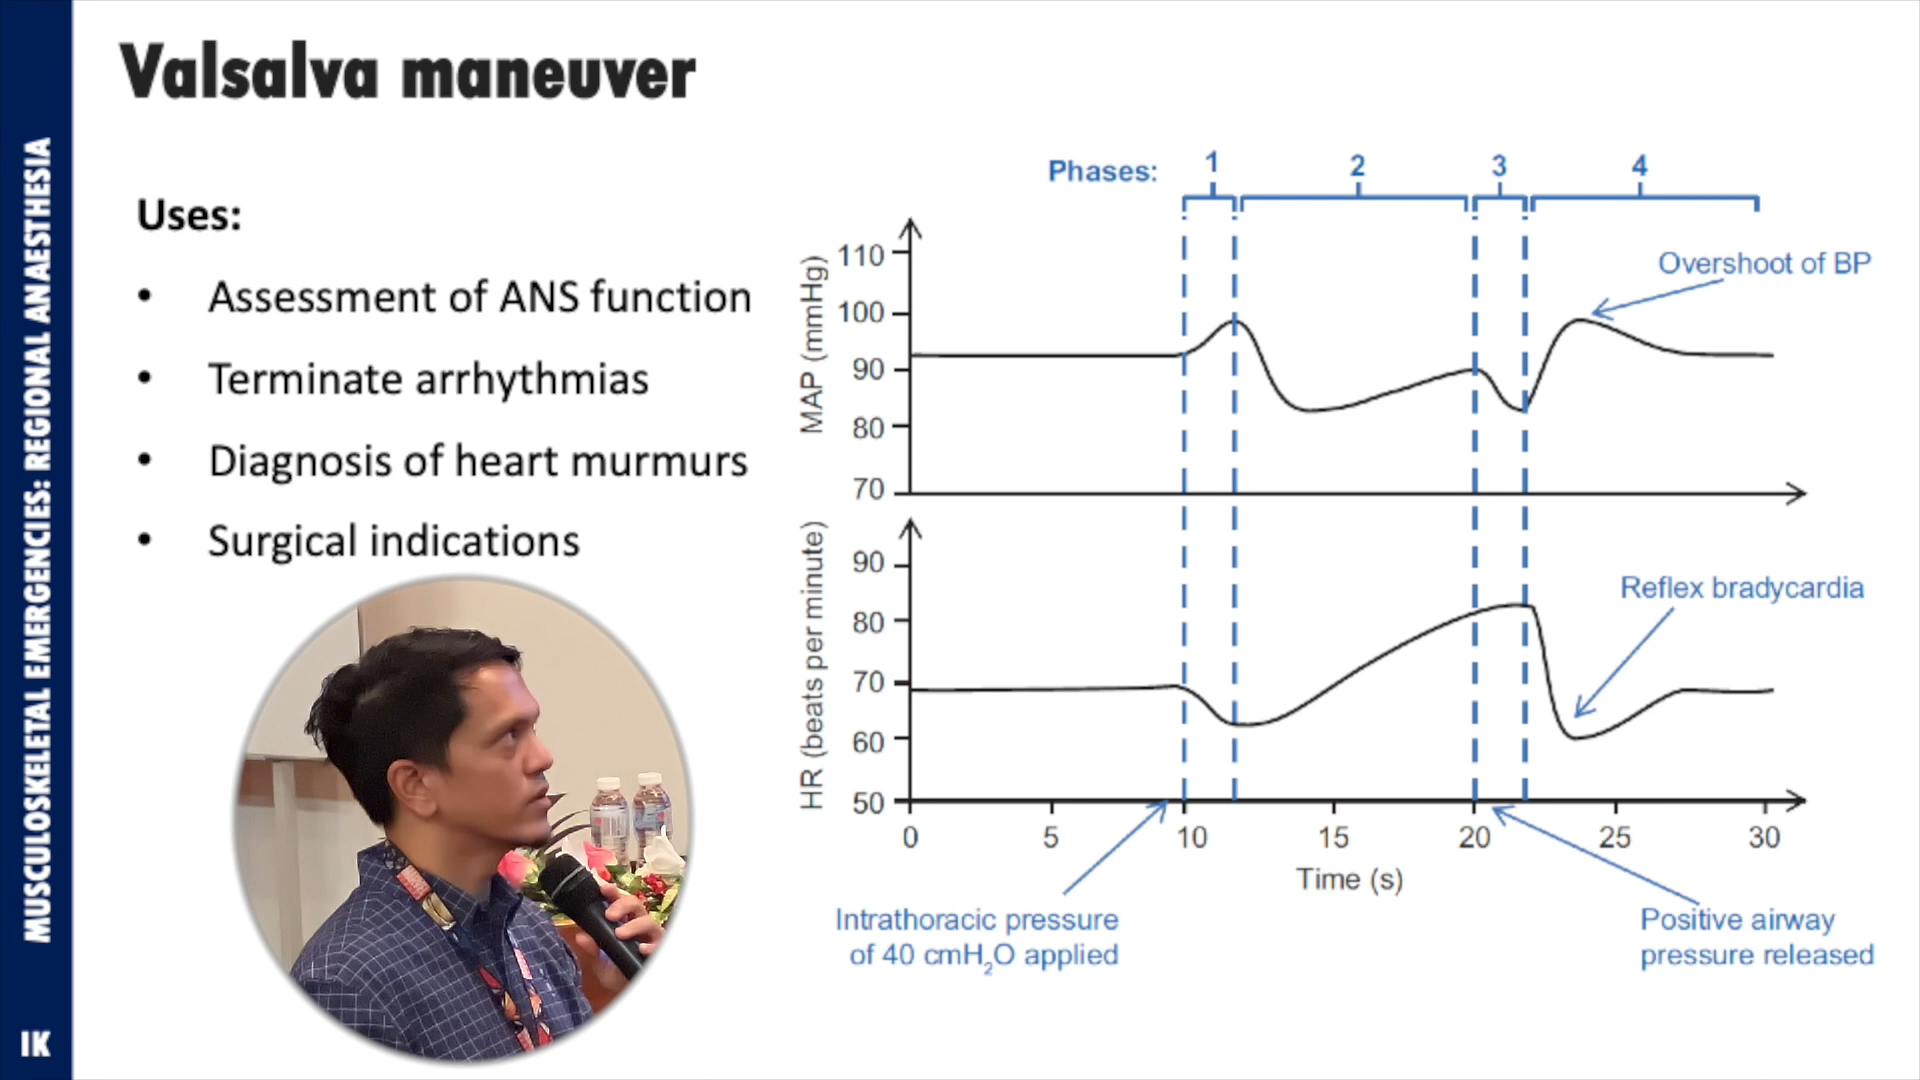 Valsalva maneuver
MUSCULOSKELETAL EMERGENCIES: REGIONAL ANAESTHESIA
IK
Uses:
• Assessment of ANS function
• Terminate arrhythmias
• Diagnosis of heart murmurs
• Surgical indications
Phases: 1 2 3 4
MAP (mmHg)
110
100
90
80
70
Overshoot of BP
HR (beats per minute)
90
80
70
60
50
Reflex bradycardia
0 5 10 15 20 25 30
Time (s)
Intrathoracic pressure
of 40 cmH₂O applied
Positive airway
pressure released